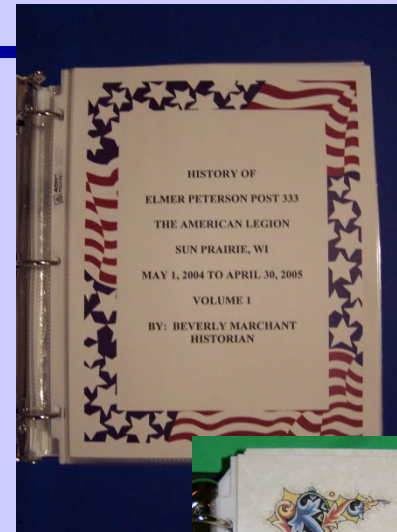 HISTORY OF
ELMER PETERSON POST 333
THE AMERICAN LEGION
SUN PRAIRIE, WI
MAY 1, 2004 TO APRIL 30, 2005
VOLUME 1
BY: BEVERLY MARCHANT
HISTORIAN